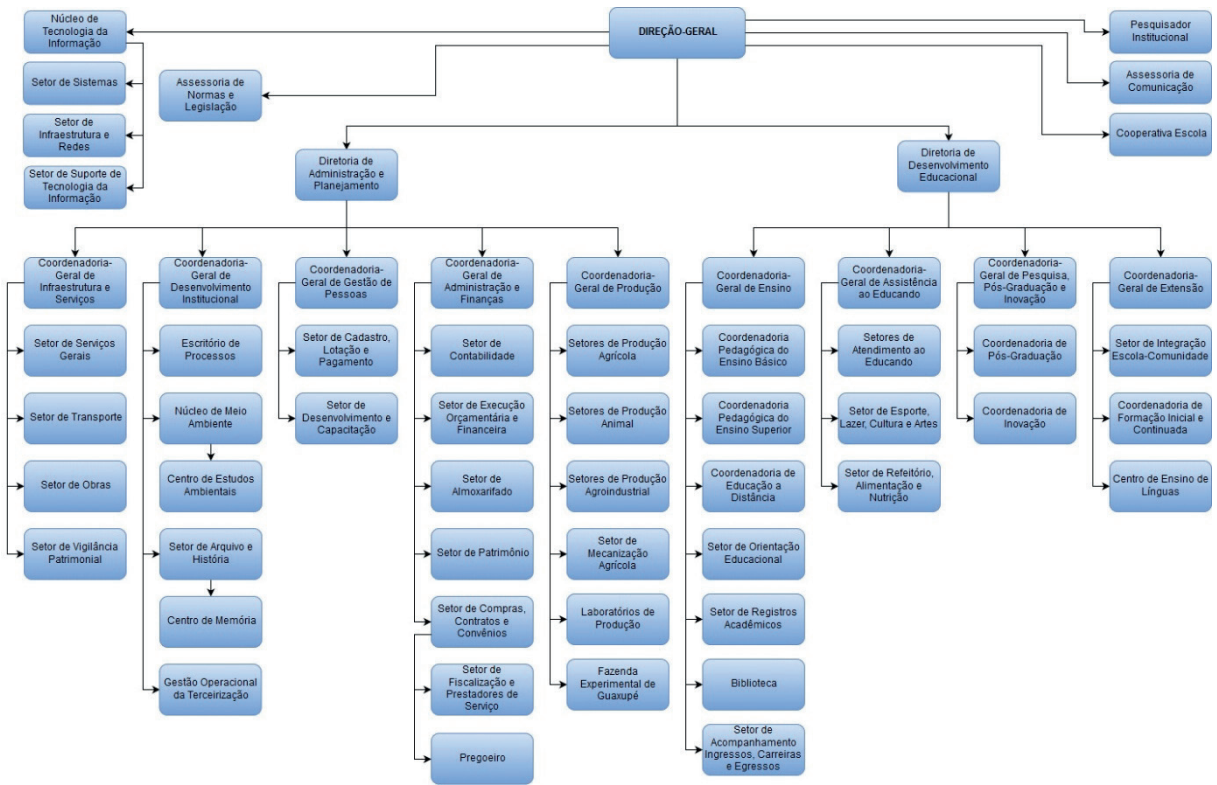 Núcleo de
Tecnologia da
Informação
DIREÇÃO-GERAL
Pesquisador
Institucional
Setor de Sistemas
Assessoria de
Normas e
Legislação
Assessoria de
Comunicação
Setor de
Infraestrutura e
Redes
Cooperativa Escola
Setor de Suporte de
Tecnologia da
Informação
Diretoria de
Administração e
Planejamento
Diretoria de
Desenvolvimento
Educacional
Coordenadoria-
Geral de
Infraestrutura e
Serviços
Coordenadoria-
Geral de
Desenvolvimento
Institucional
Coordenadoria-
Geral de Gestão de
Pessoas
Coordenadoria-
Geral de
Administração e
Finanças
Coordenadoria-
Geral de Produção
Coordenadoria-
Geral de Ensino
Coordenadoria-
Geral de Assistência
ao Educando
Coordenadoria-
Geral de Pesquisa,
Pós-Graduação e
Inovação
Coordenadoria-
Geral de Extensão
Setor de Serviços
Gerais
Escritório de
Processos
Setor de Cadastro,
Lotação e
Pagamento
Setor de
Contabilidade
Setores de Produção
Agrícola
Coordenadoria
Pedagógica do
Ensino Básico
Setores de
Atendimento ao
Educando
Coordenadoria de
Pós-Graduação
Setor de Integração
Escola-Comunidade
Setor de Transporte
Núcleo de Meio
Ambiente
Setor de
Desenvolvimento e
Capacitação
Setor de Execução
Orçamentária e
Financeira
Setores de Produção
Animal
Coordenadoria
Pedagógica do
Ensino Superior
Setor de Esporte,
Lazer, Cultura e Artes
Coordenadoria de
Inovação
Coordenadoria de
Formação Inicial e
Continuada
Setor de Obras
Centro de Estudos
Ambientais
Setor de
Almoxarifado
Setores de Produção
Agroindustrial
Coordenadoria de
Educação a
Distância
Setor de Refeitório,
Alimentação e
Nutrição
Centro de Ensino de
Línguas
Setor de Vigilância
Patrimonial
Setor de Arquivo e
História
Setor de Patrimônio
Setor de
Mecanização
Agrícola
Setor de Orientação
Educacional
Centro de Memória
Setor de Compras,
Contratos e
Convênios
Laboratórios de
Produção
Setor de Registros
Acadêmicos
Gestão Operacional
da Terceirização
Setor de
Fiscalização e
Prestadores de
Serviço
Fazenda
Experimental de
Guaxupé
Biblioteca
Pregoeiro
Setor de
Acompanhamento
Ingressos, Carreiras
e Egressos